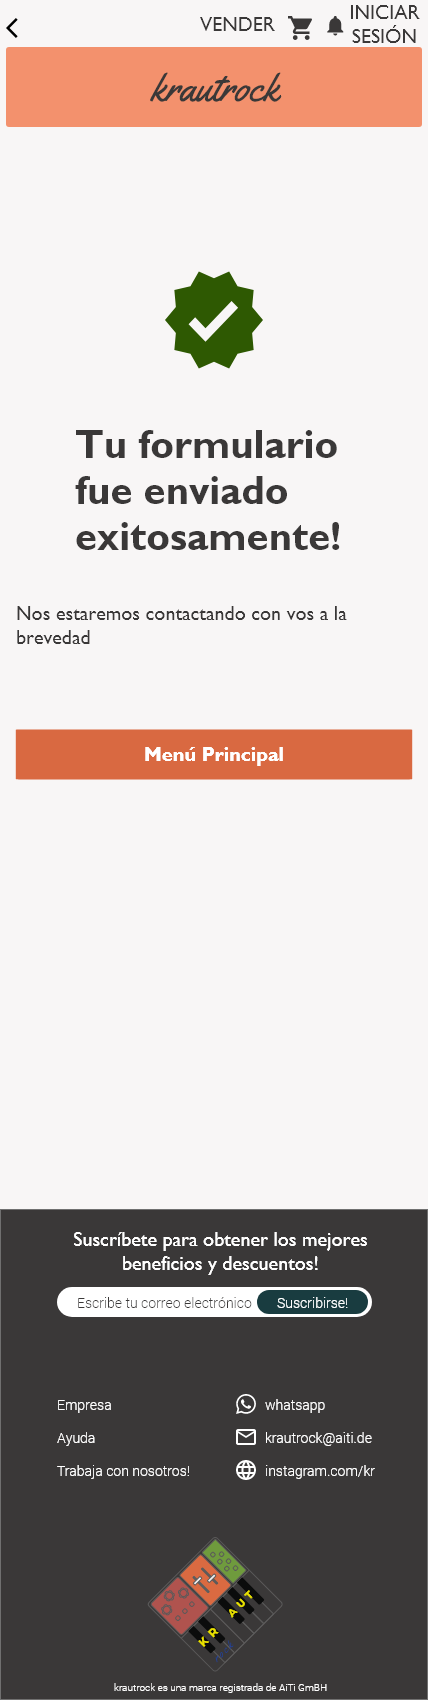 VENDER
INICIAR
SESIÓN
krautrock
Tu formulario
fue enviado
exitosamente!
Nos estaremos contactando con vos a la
brevedad
Menú Principal
Suscríbete para obtener los mejores
beneficios y descuentos!
Escribe tu correo electrónico
Suscribirse!
Empresa
whatsapp
Ayuda
krautrock@aiti.de
Trabaja con nosotros!
instagram.com/kr
KR AUT
krautrock es una marca registrada de AiTi GmBH